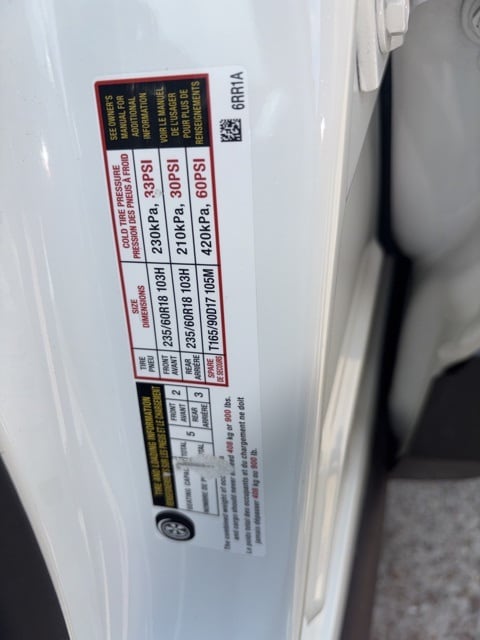 TIRE AND LOADING INFORMATION
RENSEIGNEMENTS SUR LES PNEUS ET LE CHARGEMENT
SEATING CAPAC TOTAL 5 FRONT AVANT 2 REAR ARRIÈRE 3
NOMBRE DE P
The combined weight of occ
and cargo should never 408 kg or 900 lbs.
Le poids total des occupants et du chargement ne doit
jamais dépasser 408 kg ou 900 lb.
TIRE PNEU
SIZE DIMENSIONS
COLD TIRE PRESSURE
PRESSION DES PNEUS À FROID
FRONT AVANT 235/60R18 103H 230kPa, 33PSI
REAR ARRIÈRE 235/60R18 103H 210kPa, 30PSI
SPARE DE SECOURS T165/90D17 105M 420kPa, 60PSI
SEE OWNER'S
MANUAL FOR
ADDITIONAL
INFORMATION
VOIR LE MANUEL
DE L'USAGER
POUR PLUS DE
RENSEIGNEMENTS
6RR1A